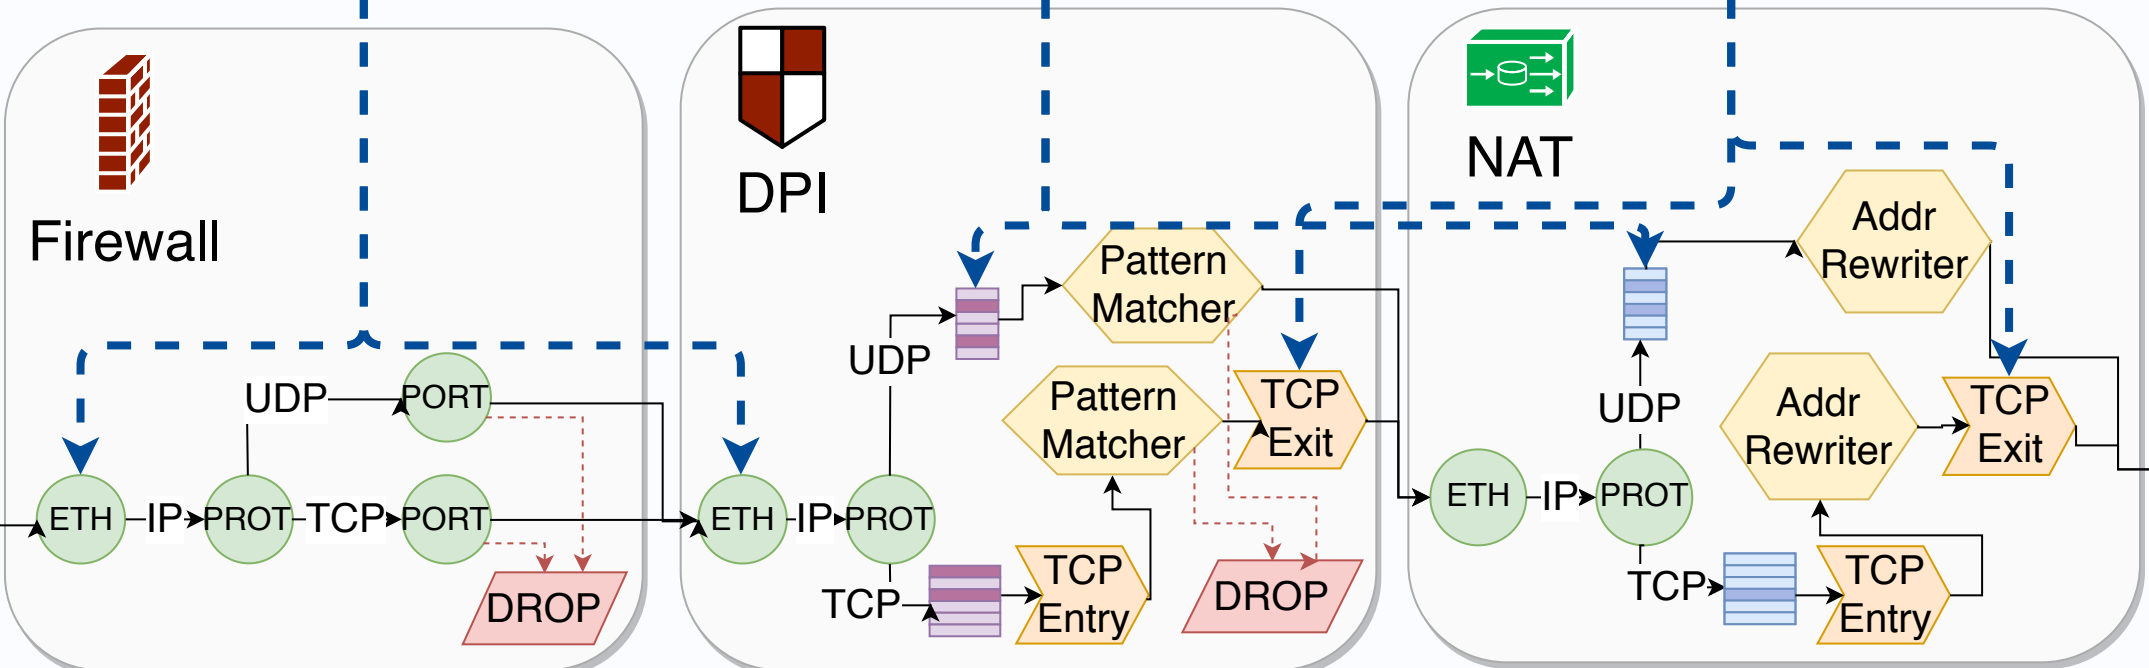 Firewall
UDP
PORT
ETH
IP
PROT
TCP
PORT
DROP
DPI
UDP
Pattern
Matcher
Pattern
Matcher
TCP
Exit
ETH
IP
PROT
TCP
TCP
Entry
DROP
NAT
Addr
Rewriter
UDP
Addr
Rewriter
TCP
Exit
ETH
IP
PROT
TCP
TCP
Entry